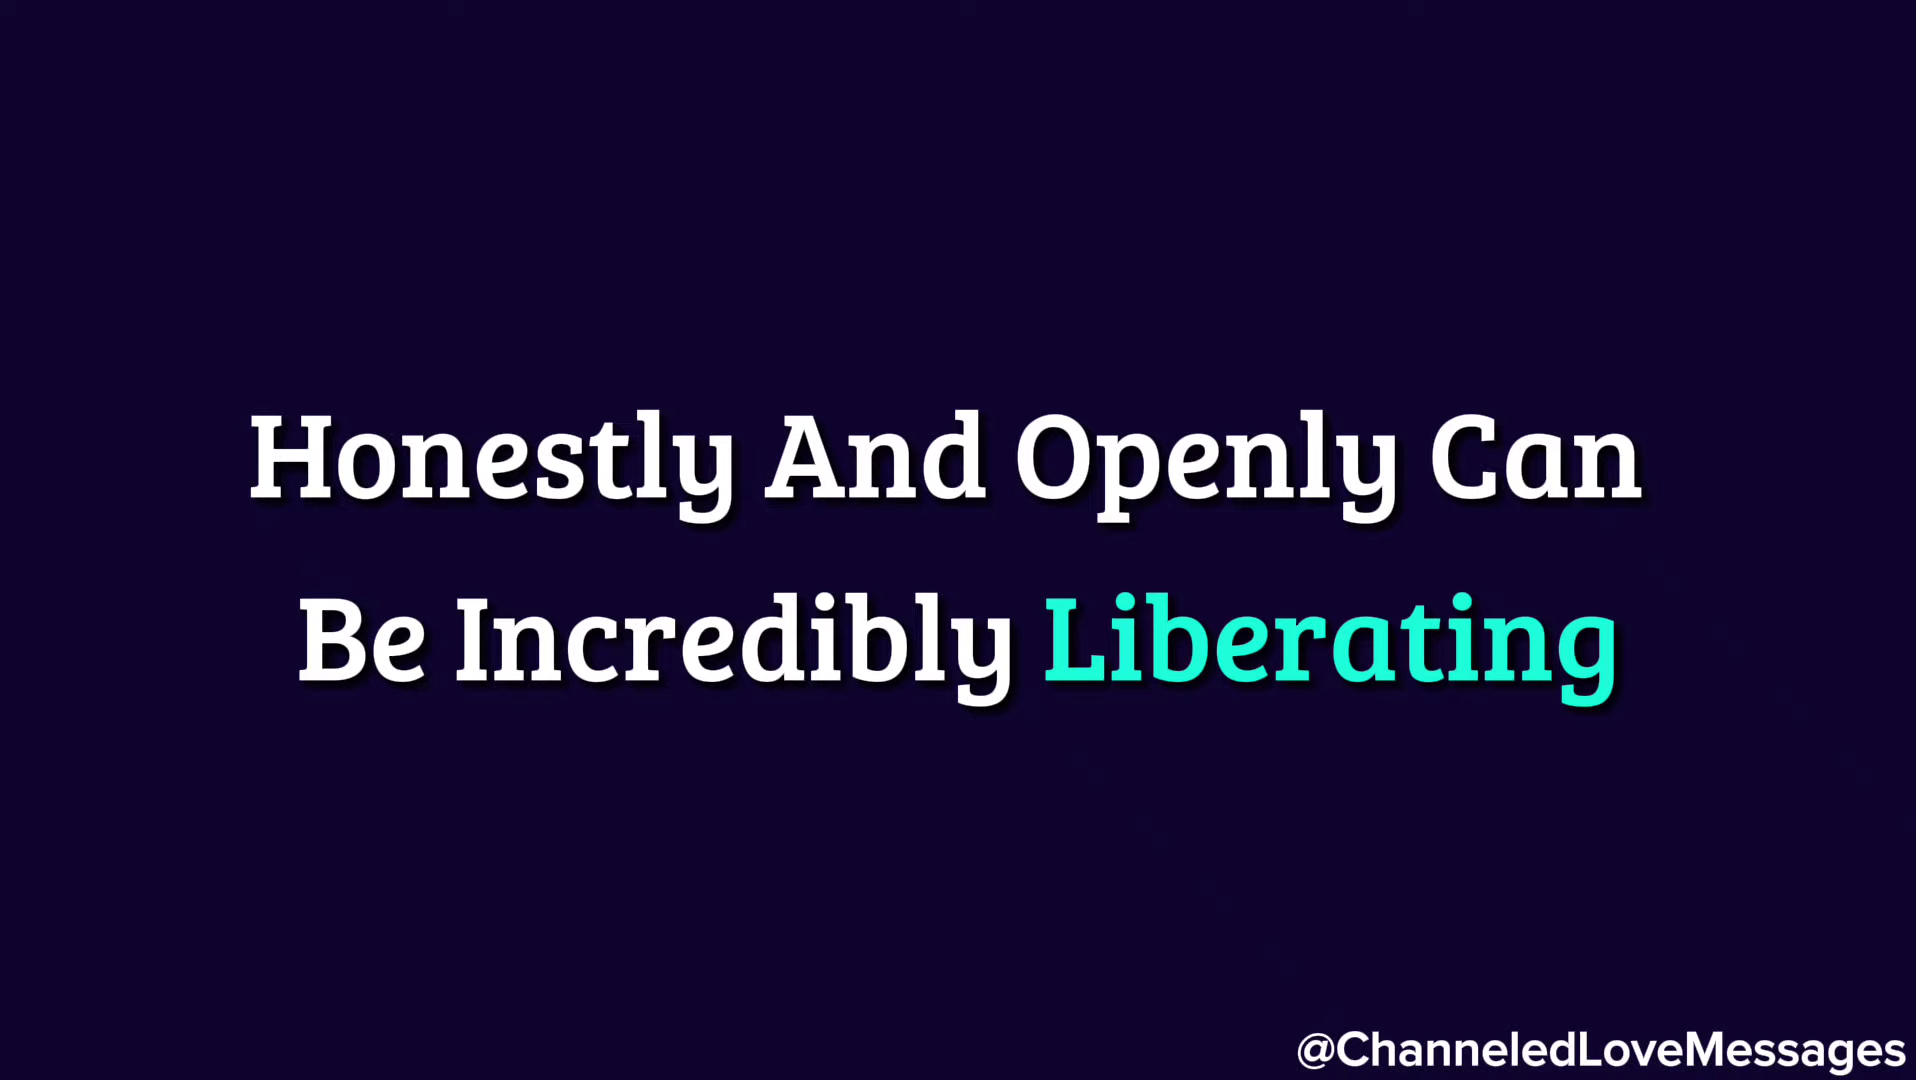 Honestly And Openly Can
Be Incredibly Liberating
@ChanneledLoveMessages